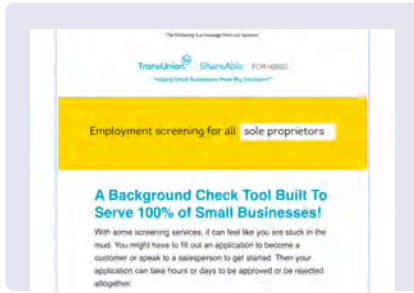 The following is a message from our sponsor
TransUnion ShareAble FOR HIRES
Helping Small Businesses Make Big Decisions
Employment screening for all sole proprietors
A Background Check Tool Built To
Serve 100% of Small Businesses!
With some screening services, it can feel like you are stuck in the
mud. You might have to fill out an application to become a
customer or speak to a salesperson to get started. Then your
application can take hours or days to be approved or be rejected
altogether.